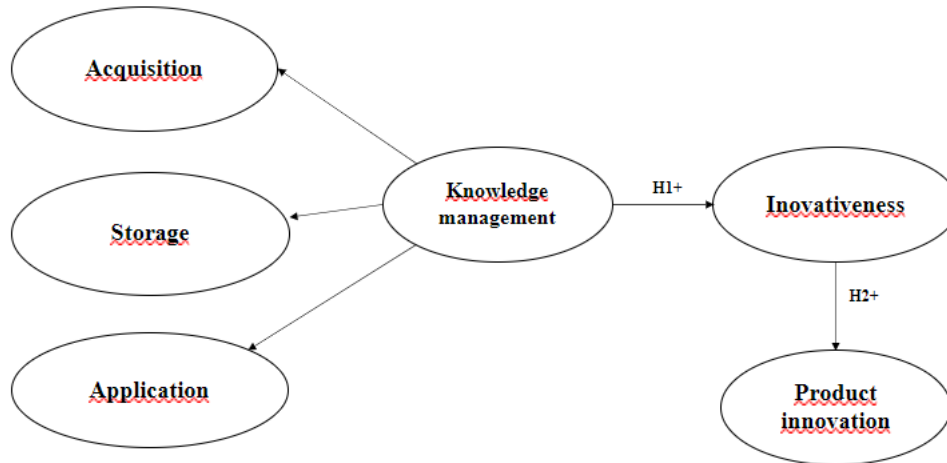 Acquisition
Knowledge
management
H1+
Inovativeness
Storage
H2+
Application
Product
innovation